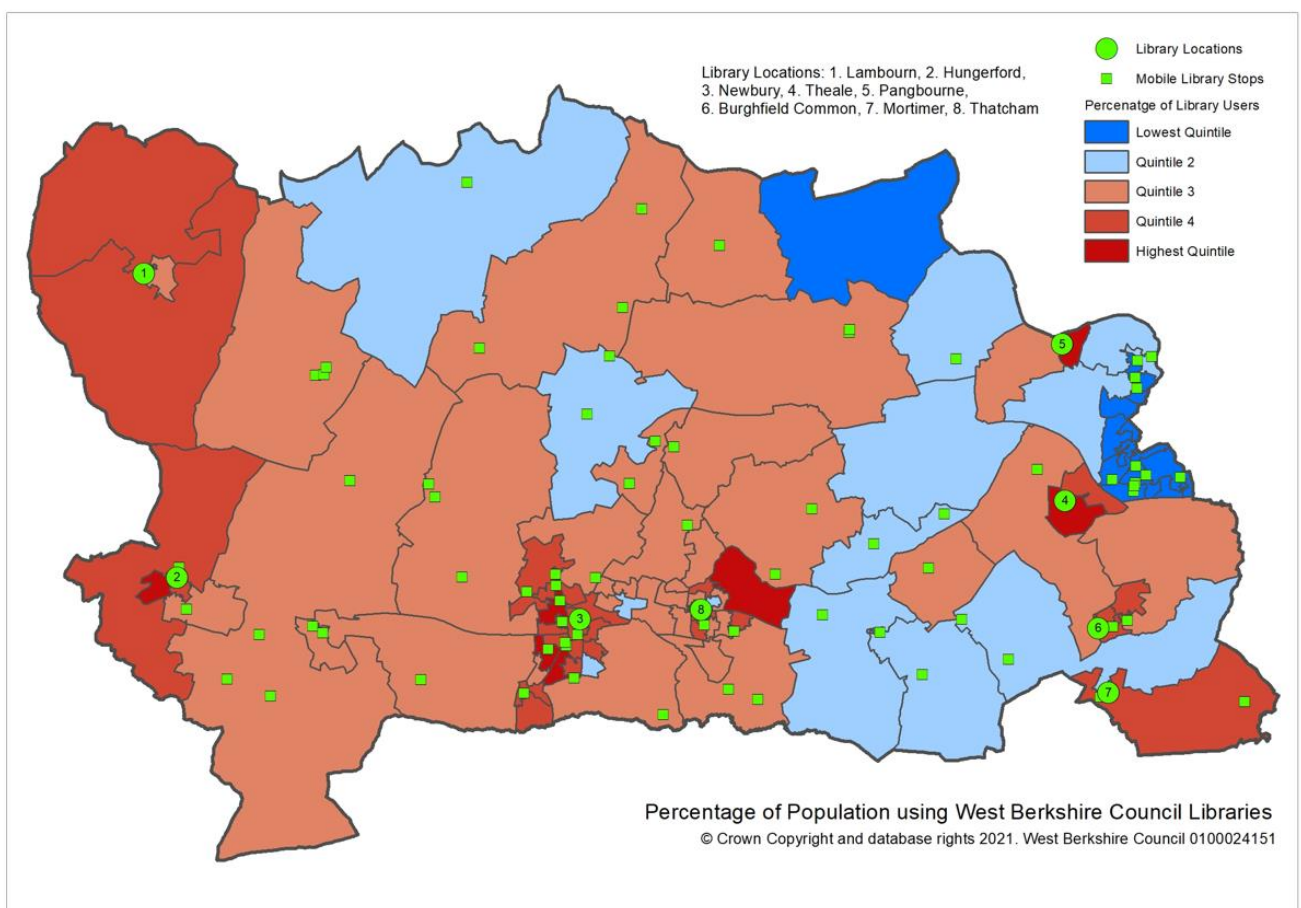 Library Locations: 1. Lambourn, 2. Hungerford,
3. Newbury, 4. Theale, 5. Pangbourne,
6. Burghfield Common, 7. Mortimer, 8. Thatcham
Library Locations
Mobile Library Stops
Percenatge of Library Users
Lowest Quintile
Quintile 2
Quintile 3
Quintile 4
Highest Quintile
1
5
4
2
8
3
6
7
Percentage of Population using West Berkshire Council Libraries
© Crown Copyright and database rights 2021. West Berkshire Council 0100024151